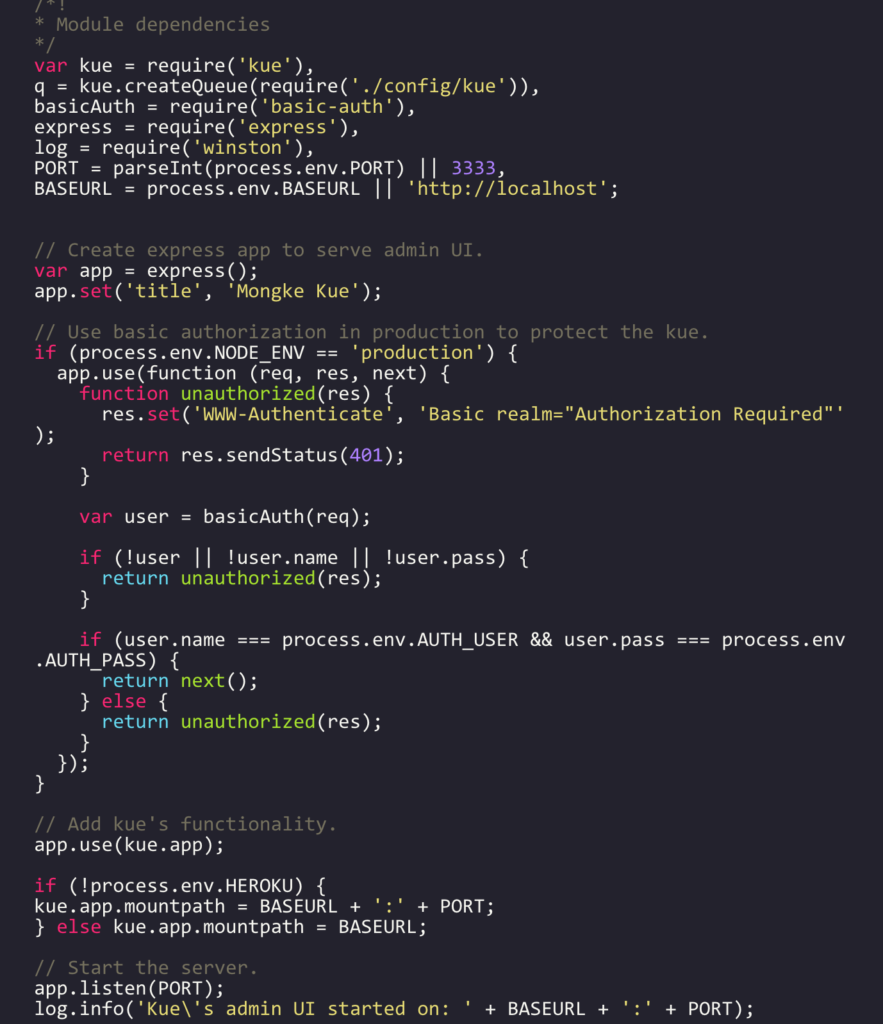 /*!
* Module dependencies
*/
var kue = require('kue'),
q = kue.createQueue(require('./config/kue')),
basicAuth = require('basic-auth'),
express = require('express'),
log = require('winston'),
PORT = parseInt(process.env.PORT) || 3333,
BASEURL = process.env.BASEURL || 'http://localhost';
// Create express app to serve admin UI.
var app = express();
app.set('title', 'Mongke Kue');
// Use basic authorization in production to protect the kue.
if (process.env.NODE_ENV == 'production') {
  app.use(function (req, res, next) {
    function unauthorized(res) {
      res.set('WWW-Authenticate', 'Basic realm="Authorization Required"'
);
      return res.sendStatus(401);
    }
    var user = basicAuth(req);
    if (!user || !user.name || !user.pass) {
      return unauthorized(res);
    }
    if (user.name === process.env.AUTH_USER && user.pass === process.env
.AUTH_PASS) {
      return next();
    } else {
      return unauthorized(res);
    }
  });
}
// Add kue's functionality.
app.use(kue.app);
if (!process.env.HEROKU) {
kue.app.mountpath = BASEURL + ':' + PORT;
} else kue.app.mountpath = BASEURL;
// Start the server.
app.listen(PORT);
log.info('Kue\'s admin UI started on: ' + BASEURL + ':' + PORT);